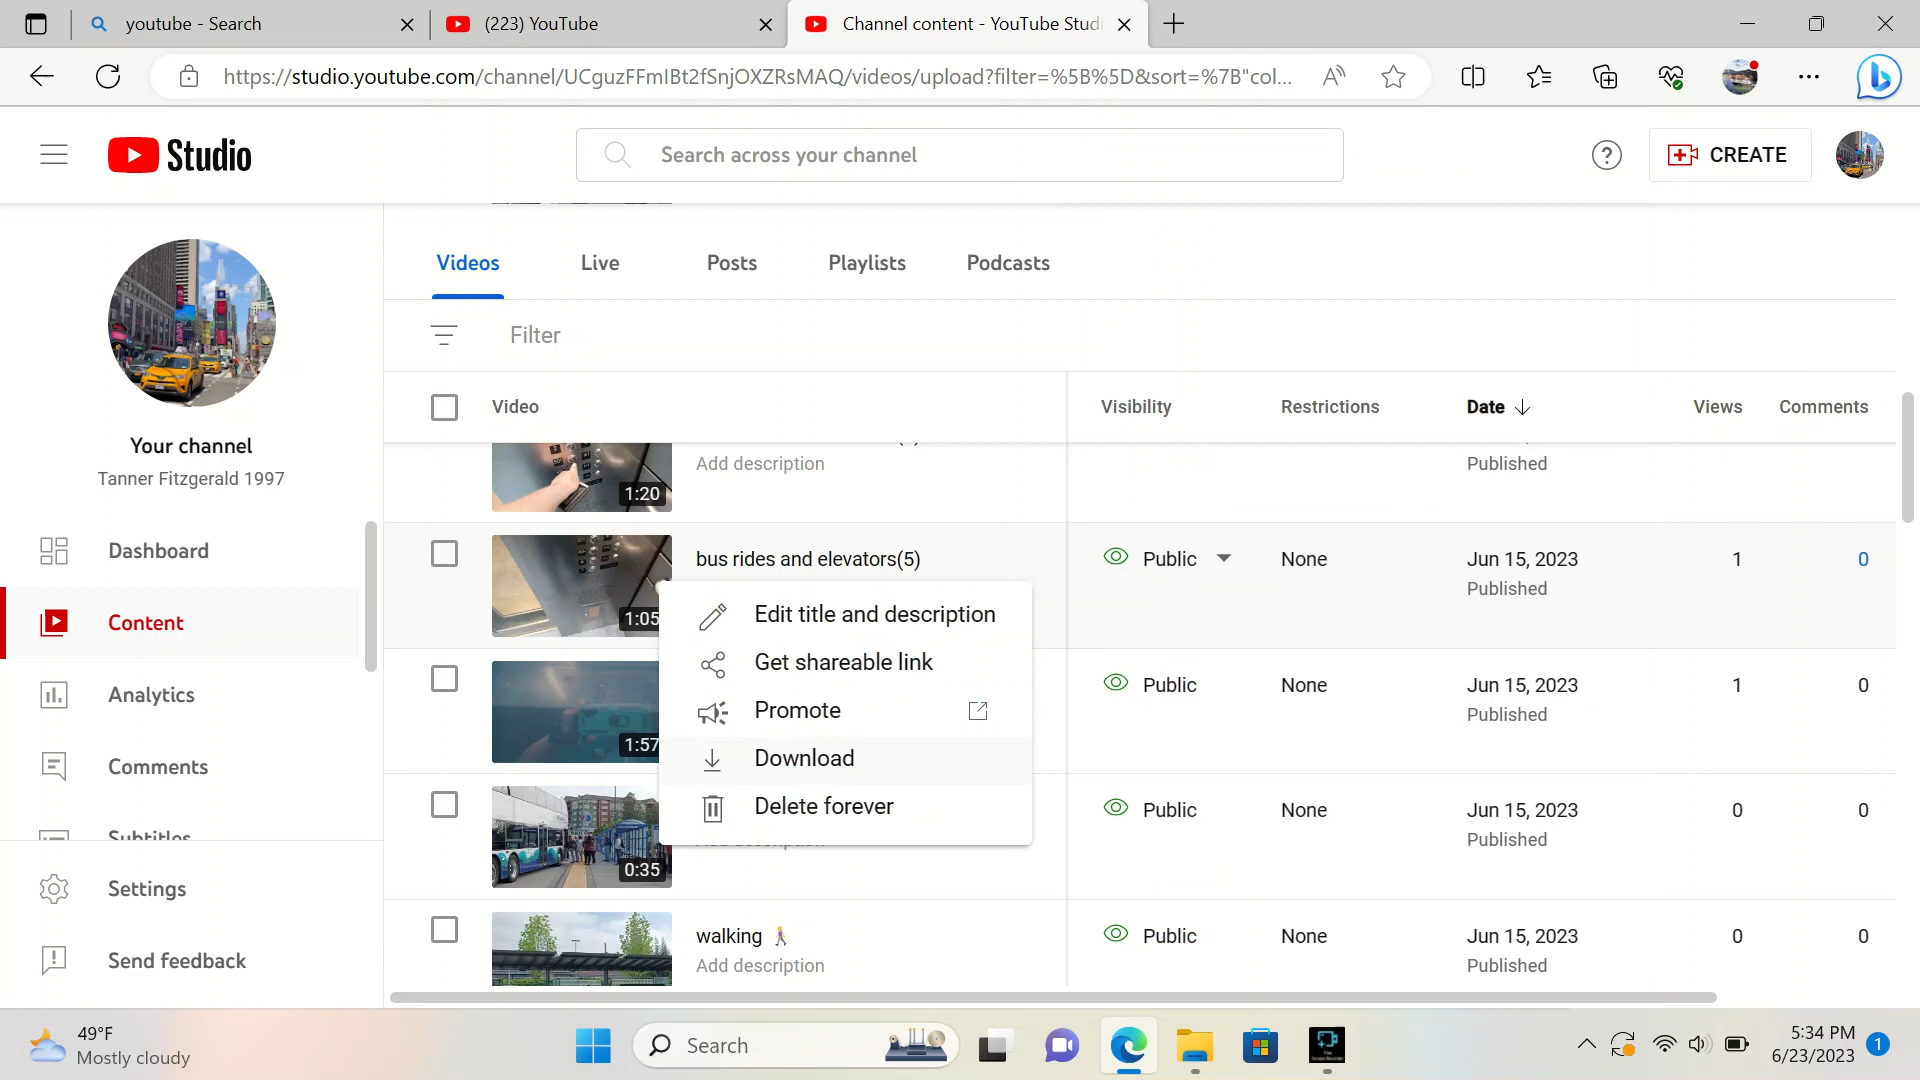 youtube - Search
(223) YouTube
Channel content - YouTube Studi
https://studio.youtube.com/channel/UCguzFFmIBt2fSnjOXZRsMAQ/videos/upload?filter=%5B%5D&sort=%7B"col...
Studio
Search across your channel
CREATE
Your channel
Tanner Fitzgerald 1997
Dashboard
Content
Analytics
Comments
Subtitles
Settings
Send feedback
Videos
Live
Posts
Playlists
Podcasts
Filter
Video
Visibility
Restrictions
Date
Views
Comments
1:20
Add description
Published
1:05
bus rides and elevators(5)
Public
None
Jun 15, 2023
Published
1
0
Edit title and description
Get shareable link
Promote
Download
Delete forever
1:57
Public
None
Jun 15, 2023
Published
1
0
0:35
Public
None
Jun 15, 2023
Published
0
0
walking
Add description
Public
None
Jun 15, 2023
Published
0
0
49°F
Mostly cloudy
Search
5:34 PM
6/23/2023
1